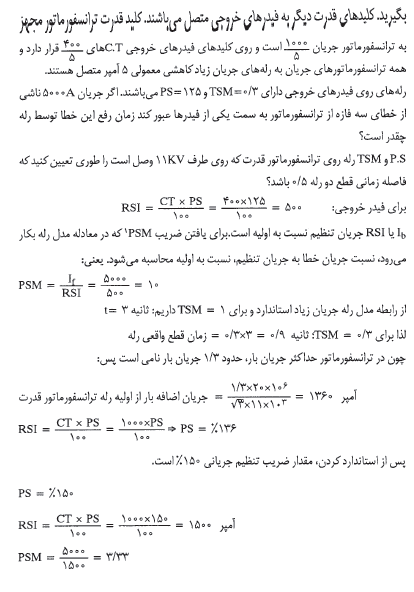 بگیرید. کلیدهای قدرت دیگر به فیدرهای خروجی متصل می‌باشند. کلید قدرت ترانسفورماتور مجهز
به ترانسفورماتور جریان ۱۰۰۰/۵ است و روی کلیدهای فیدرهای خروجی C.Tهای ۴۰۰/۵ قرار دارد و
همه ترانسفورماتورهای جریان به رله‌های جریان زیاد کاهشی معمولی ۵ آمپر متصل هستند.
رله‌های روی فیدرهای خروجی دارای TSM=۰/۳ و PS=۱۲۵ می‌باشند. اگر جریان ۵۰۰۰A ناشی
از خطای سه فازه از ترانسفورماتور به سمت یکی از فیدرها عبور کند زمان رفع این خطا توسط رله
چقدر است؟
P.S و TSM رله روی ترانسفورماتور قدرت که روی طرف ۱۱KV وصل است را طوری تعیین کنید که
فاصله زمانی قطع دو رله ۰/۵ باشد؟
برای فیدر خروجی: RSI = CT × PS / ۱۰۰ = ۴۰۰×۱۲۵ / ۱۰۰ = ۵۰۰
Ib یا RSI جریان تنظیم نسبت به اولیه است.برای یافتن ضریب PSM۱ که در معادله مدل رله بکار
می‌رود، نسبت جریان خطا به جریان تنظیم، نسبت به اولیه محاسبه می‌شود. یعنی:
PSM = If / RSI = ۵۰۰۰ / ۵۰۰ = ۱۰
از رابطه مدل رله جریان زیاد استاندارد و برای TSM = ۱ داریم: ثانیه ۳ = t
لذا برای TSM = ۰/۳: ثانیه ۰/۹ = ۰/۳×۳ = زمان قطع واقعی رله
چون در ترانسفورماتور حداکثر جریان بار، حدود ۱/۳ جریان بار نامی است پس:
آمپر ۱۳۶۰ = ۱/۳×۲۰×۱۰۶ / √۳×۱۱×۱۰۳ = جریان اضافه بار از اولیه رله ترانسفورماتور قدرت
RSI = CT × PS / ۱۰۰ = ۱۰۰۰×PS / ۱۰۰ ⇒ PS = ٪۱۳۶
پس از استاندارد کردن، مقدار ضریب تنظیم جریانی ۱۵۰٪ است.
PS = ٪۱۵۰
RSI = CT × PS / ۱۰۰ = ۱۰۰۰×۱۵۰ / ۱۰۰ = ۱۵۰۰ آمپر
PSM = ۵۰۰۰ / ۱۵۰۰ = ۳/۳۳